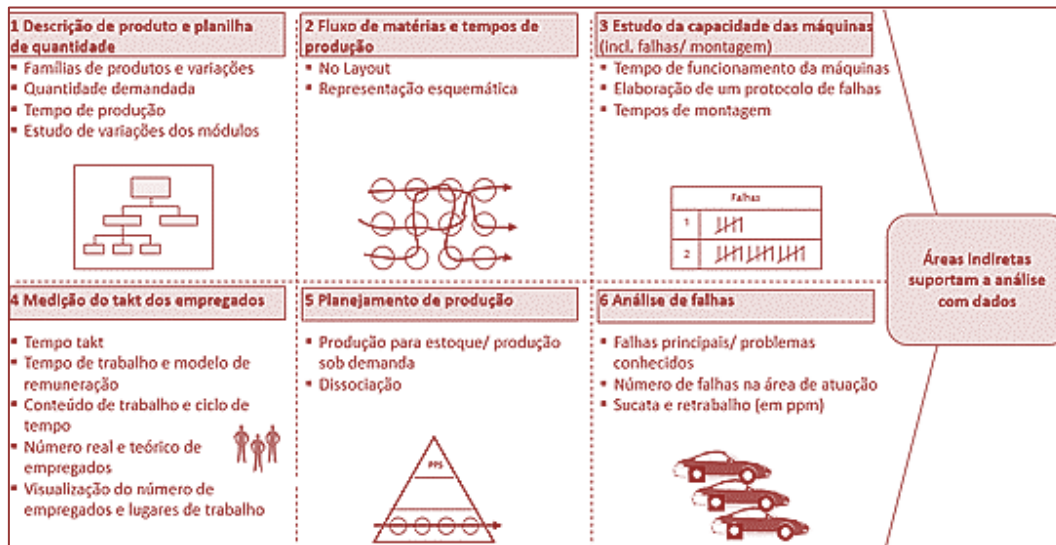 1 Descrição de produto e planilha
de quantidade
▪ Famílias de produtos e variações
▪ Quantidade demandada
▪ Tempo de produção
▪ Estudo de variações dos módulos
2 Fluxo de matérias e tempos de
produção
▪ No Layout
▪ Representação esquemática
3 Estudo da capacidade das máquinas
(incl. falhas/ montagem)
▪ Tempo de funcionamento da máquinas
▪ Elaboração de um protocolo de falhas
▪ Tempos de montagem
Falhas
1
2
4 Medição do takt dos empregados
▪ Tempo takt
▪ Tempo de trabalho e modelo de
remuneração
▪ Conteúdo de trabalho e ciclo de
tempo
▪ Número real e teórico de
empregados
▪ Visualização do número de
empregados e lugares de trabalho
5 Planejamento de produção
▪ Produção para estoque/ produção
sob demanda
▪ Dissociação
PPS
6 Análise de falhas
▪ Falhas principais/ problemas
conhecidos
▪ Número de falhas na área de atuação
▪ Sucata e retrabalho (em ppm)
Áreas indiretas
suportam a análise
com dados